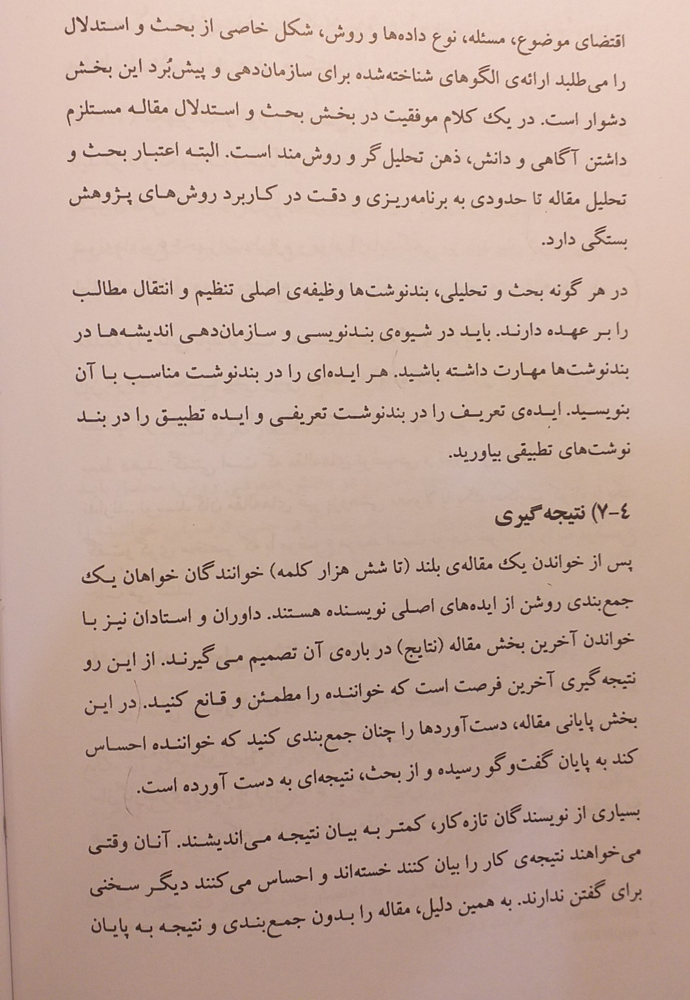 اقتضای موضوع، مسئله، نوع داده‌ها و روش، شکل خاصی از بحث و استدلال
را می‌طلبد ارائه‌ی الگوهای شناخته‌شده برای سازمان‌دهی و پیش‌بُرد این بخش
دشوار است. در یک کلام موفقیت در بخش بحث و استدلال مقاله مستلزم
داشتن آگاهی و دانش، ذهن تحلیل‌گر و روش‌مند است. البته اعتبار بحث و
تحلیل مقاله تا حدودی به برنامه‌ریزی و دقت در کاربرد روش‌های پژوهش
بستگی دارد.
در هر گونه بحث و تحلیلی، بندنوشت‌ها وظیفه‌ی اصلی تنظیم و انتقال مطالب
را بر عهده دارند. باید در شیوه‌ی بندنویسی و سازمان‌دهی اندیشه‌ها در
بندنوشت‌ها مهارت داشته باشید. هر ایده‌ای را در بندنوشت مناسب با آن
بنویسید. ایده‌ی تعریف را در بندنوشت تعریفی و ایده تطبیق را در بند
نوشت‌های تطبیقی بیاورید.
۷-٤) نتیجه‌گیری
پس از خواندن یک مقاله‌ی بلند (تا شش هزار کلمه) خوانندگان خواهان یک
جمع‌بندی روشن از ایده‌های اصلی نویسنده هستند. داوران و استادان نیز با
خواندن آخرین بخش مقاله (نتایج) در باره‌ی آن تصمیم می‌گیرند. از این رو
نتیجه‌گیری آخرین فرصت است که خواننده را مطمئن و قانع کنید. در این
بخش پایانی مقاله، دست‌آوردها را چنان جمع‌بندی کنید که خواننده احساس
کند به پایان گفت‌وگو رسیده و از بحث، نتیجه‌ای به دست آورده است.
بسیاری از نویسندگان تازه‌کار، کمتر به بیان نتیجه می‌اندیشند. آنان وقتی
می‌خواهند نتیجه‌ی کار را بیان کنند خسته‌اند و احساس می‌کنند دیگر سخنی
برای گفتن ندارند. به همین دلیل، مقاله را بدون جمع‌بندی و نتیجه به پایان